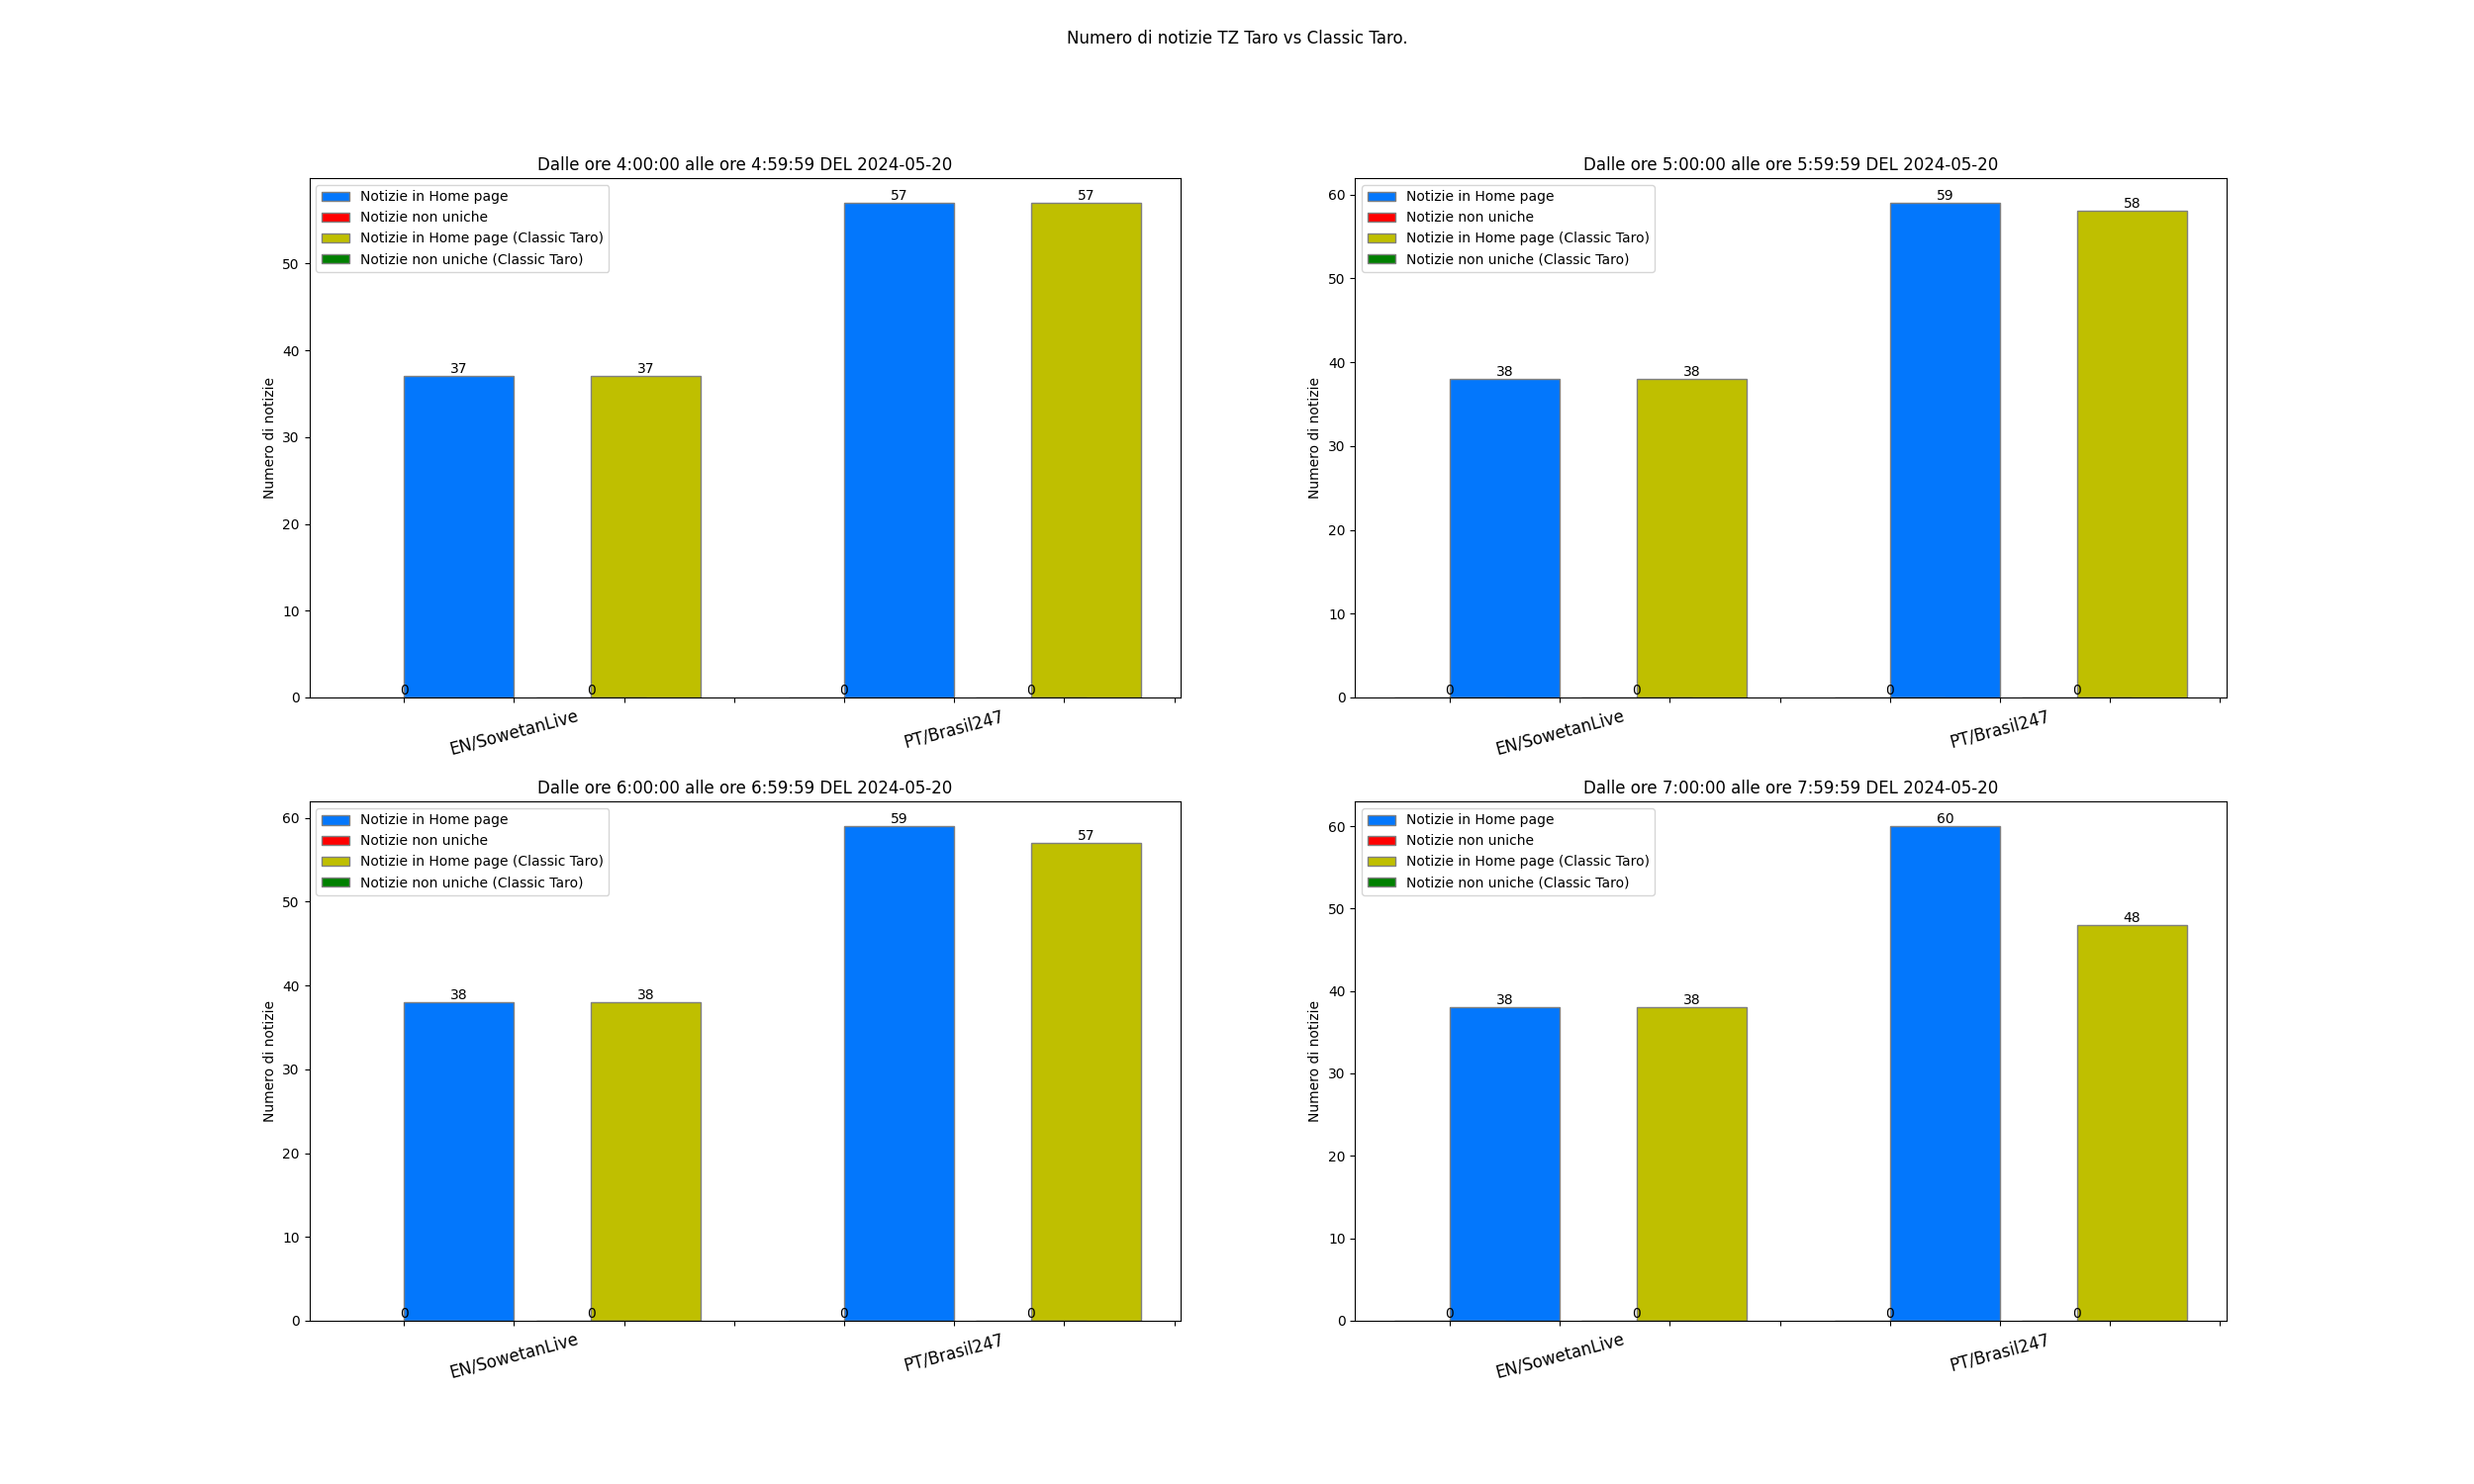 Numero di notizie TZ Taro vs Classic Taro.
Dalle ore 4:00:00 alle ore 4:59:59 DEL 2024-05-20
Notizie in Home page
Notizie non uniche
Notizie in Home page (Classic Taro)
Notizie non uniche (Classic Taro)
57
57
37
37
0
0
0
0
50
40
30
20
10
0
Numero di notizie
EN/SowetanLive
PT/Brasil247
Dalle ore 5:00:00 alle ore 5:59:59 DEL 2024-05-20
Notizie in Home page
Notizie non uniche
Notizie in Home page (Classic Taro)
Notizie non uniche (Classic Taro)
59
58
38
38
0
0
0
0
60
50
40
30
20
10
0
Numero di notizie
EN/SowetanLive
PT/Brasil247
Dalle ore 6:00:00 alle ore 6:59:59 DEL 2024-05-20
Notizie in Home page
Notizie non uniche
Notizie in Home page (Classic Taro)
Notizie non uniche (Classic Taro)
59
57
38
38
0
0
0
0
60
50
40
30
20
10
0
Numero di notizie
EN/SowetanLive
PT/Brasil247
Dalle ore 7:00:00 alle ore 7:59:59 DEL 2024-05-20
Notizie in Home page
Notizie non uniche
Notizie in Home page (Classic Taro)
Notizie non uniche (Classic Taro)
60
48
38
38
0
0
0
0
60
50
40
30
20
10
0
Numero di notizie
EN/SowetanLive
PT/Brasil247